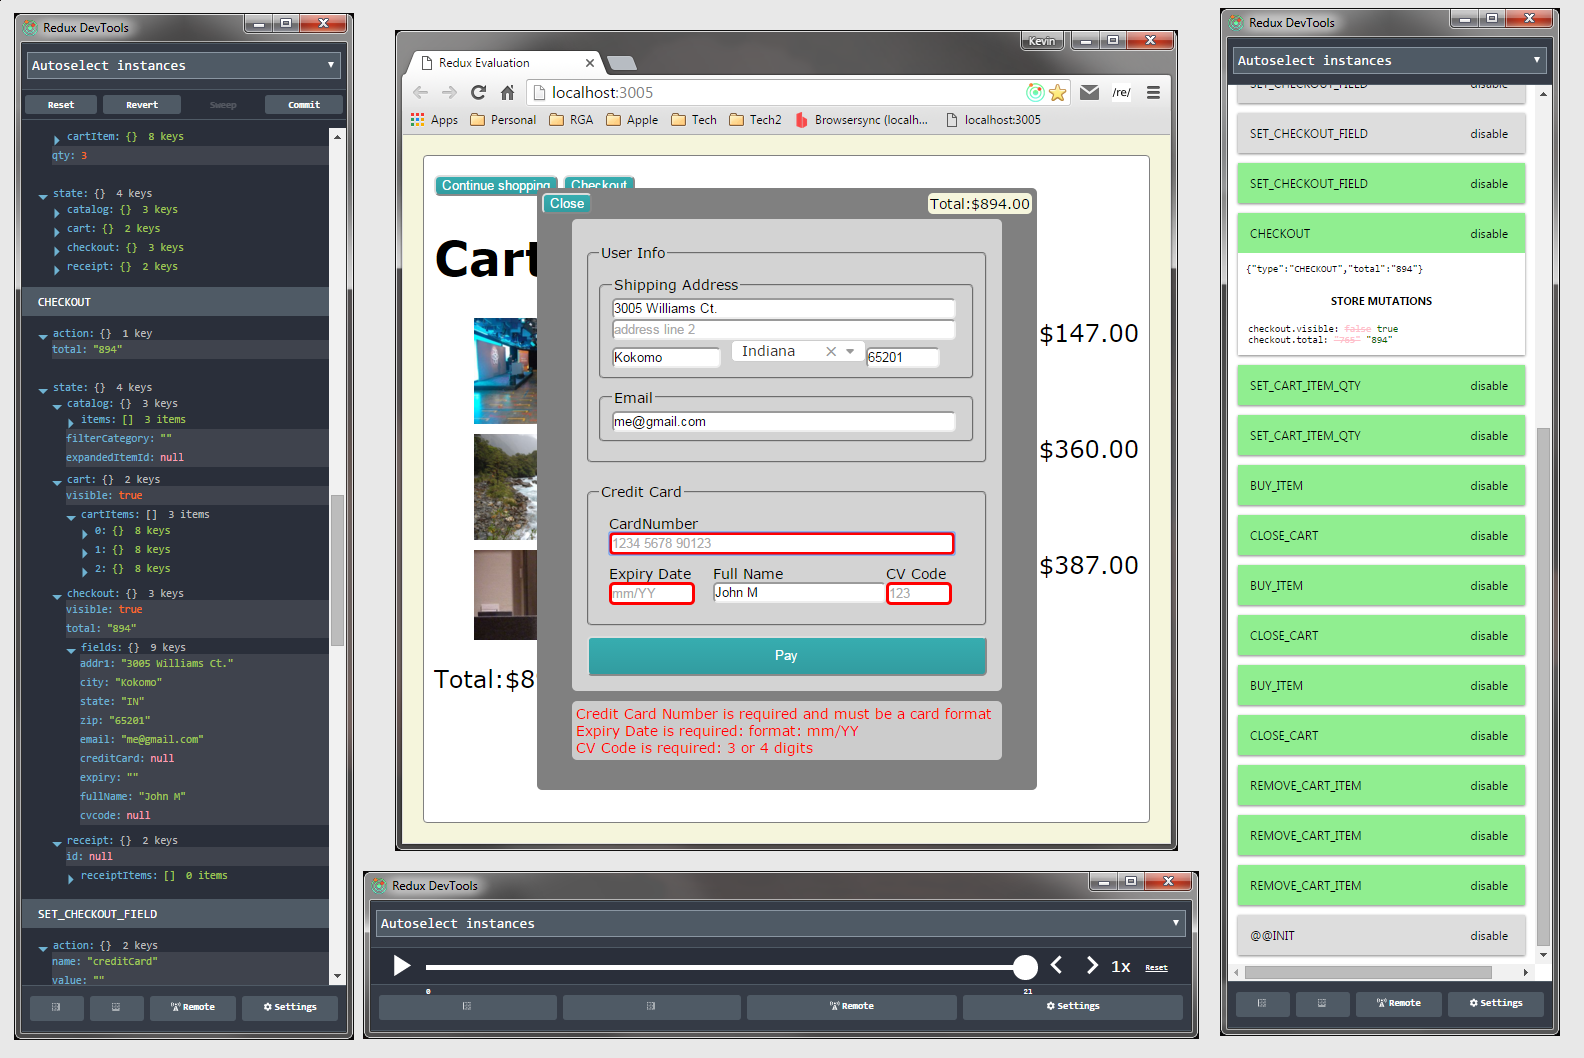 Redux DevTools
Autoselect instances
Reset Revert Sweep Commit
cartItem: {} 8 keys
qty: 3
state: {} 4 keys
catalog: {} 3 keys
cart: {} 2 keys
checkout: {} 3 keys
receipt: {} 2 keys
CHECKOUT
action: {} 1 key
total: "894"
state: {} 4 keys
catalog: {} 3 keys
items: [] 3 items
filterCategory: ""
expandedItemId: null
cart: {} 2 keys
visible: true
cartItems: [] 3 items
0: {} 8 keys
1: {} 8 keys
2: {} 8 keys
checkout: {} 3 keys
visible: true
total: "894"
fields: {} 9 keys
addr1: "3005 Williams Ct."
city: "Kokomo"
state: "IN"
zip: "65201"
email: "me@gmail.com"
creditCard: null
expiry: ""
fullName: "John M"
cvcode: null
receipt: {} 2 keys
id: null
receiptItems: [] 0 items
SET_CHECKOUT_FIELD
action: {} 2 keys
name: "creditCard"
value: ""
Remote Settings
Kevin
Redux Evaluation
localhost:3005
/re/
Apps Personal RGA Apple Tech Tech2 Browsersync (localh... localhost:3005
Continue shopping Checkout
Close Total:$894.00
Cart
User Info
Shipping Address
3005 Williams Ct.
address line 2
Kokomo Indiana 65201
Email
me@gmail.com
Credit Card
CardNumber
1234 5678 90123
Expiry Date Full Name CV Code
mm/YY John M 123
Pay
Credit Card Number is required and must be a card format
Expiry Date is required: format: mm/YY
CV Code is required: 3 or 4 digits
$147.00
$360.00
$387.00
Total:$8
Redux DevTools
Autoselect instances
1x Reset
0 21
Remote Settings
Redux DevTools
Autoselect instances
SET_CHECKOUT_FIELD disable
SET_CHECKOUT_FIELD disable
SET_CHECKOUT_FIELD disable
CHECKOUT disable
{"type":"CHECKOUT","total":"894"}
STORE MUTATIONS
checkout.visible: false true
checkout.total: "765" "894"
SET_CART_ITEM_QTY disable
SET_CART_ITEM_QTY disable
BUY_ITEM disable
CLOSE_CART disable
BUY_ITEM disable
CLOSE_CART disable
BUY_ITEM disable
CLOSE_CART disable
REMOVE_CART_ITEM disable
REMOVE_CART_ITEM disable
REMOVE_CART_ITEM disable
@@INIT disable
Remote Settings